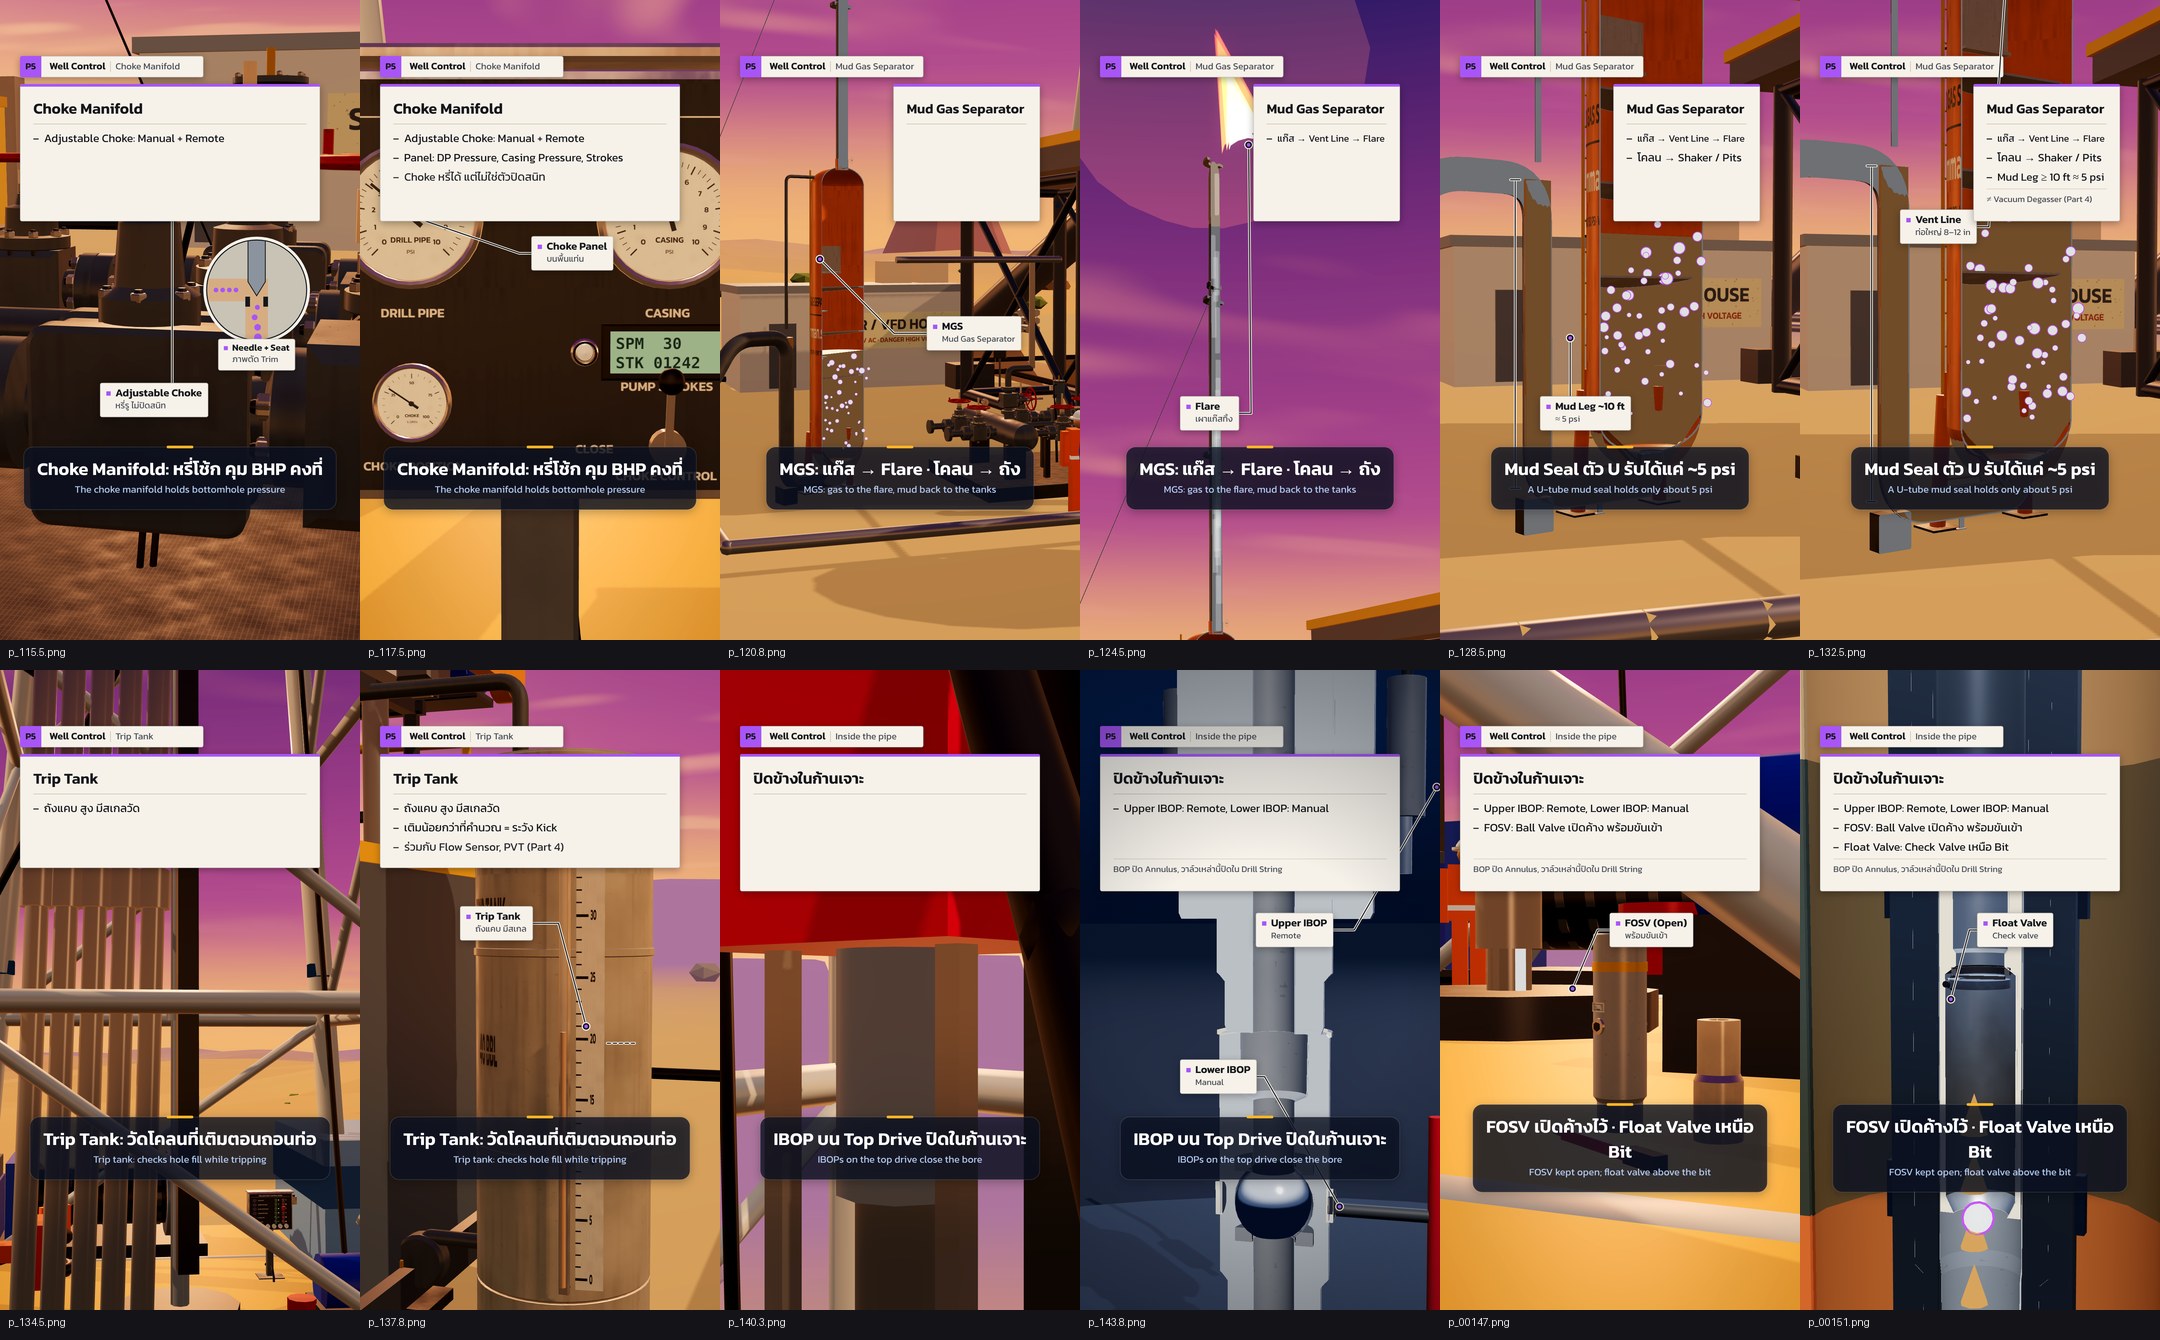 P5 Well Control Choke Manifold
Choke Manifold
– Adjustable Choke: Manual + Remote
Needle + Seat
ภาพตัด Trim
Adjustable Choke
หรี่รู ไม่ปิดสนิท
Choke Manifold: หรี่โช้ก คุม BHP คงที่
The choke manifold holds bottomhole pressure
p_115.5.png
P5 Well Control Choke Manifold
Choke Manifold
– Adjustable Choke: Manual + Remote
– Panel: DP Pressure, Casing Pressure, Strokes
– Choke หรี่ได้ แต่ไม่ใช่ตัวปิดสนิท
DRILL PIPE
PSI
CASING
PSI
Choke Panel
บนพื้นแท่น
DRILL PIPE
CASING
SPM 30
STK 01242
CLOSE
Choke Manifold: หรี่โช้ก คุม BHP คงที่
The choke manifold holds bottomhole pressure
p_117.5.png
P5 Well Control Mud Gas Separator
Mud Gas Separator
MGS
Mud Gas Separator
MGS: แก๊ส → Flare · โคลน → ถัง
MGS: gas to the flare, mud back to the tanks
p_120.8.png
P5 Well Control Mud Gas Separator
Mud Gas Separator
– แก๊ส → Vent Line → Flare
Flare
เผาแก๊สทิ้ง
MGS: แก๊ส → Flare · โคลน → ถัง
MGS: gas to the flare, mud back to the tanks
p_124.5.png
P5 Well Control Mud Gas Separator
Mud Gas Separator
– แก๊ส → Vent Line → Flare
– โคลน → Shaker / Pits
OUSE
VOLTAGE
Mud Leg ~10 ft
≈ 5 psi
Mud Seal ตัว U รับได้แค่ ~5 psi
A U-tube mud seal holds only about 5 psi
p_128.5.png
P5 Well Control Mud Gas Separator
Mud Gas Separator
– แก๊ส → Vent Line → Flare
– โคลน → Shaker / Pits
– Mud Leg ≥ 10 ft ≈ 5 psi
≠ Vacuum Degasser (Part 4)
Vent Line
ท่อใหญ่ 8–12 in
OUSE
OLTAGE
Mud Seal ตัว U รับได้แค่ ~5 psi
A U-tube mud seal holds only about 5 psi
p_132.5.png
P5 Well Control Trip Tank
Trip Tank
– ถังแคบ สูง มีสเกลวัด
Trip Tank: วัดโคลนที่เติมตอนถอนท่อ
Trip tank: checks hole fill while tripping
p_134.5.png
P5 Well Control Trip Tank
Trip Tank
– ถังแคบ สูง มีสเกลวัด
– เติมน้อยกว่าที่คำนวณ = ระวัง Kick
– ร่วมกับ Flow Sensor, PVT (Part 4)
Trip Tank
ถังแคบ มีสเกล
30
25
20
15
5
0
Trip Tank: วัดโคลนที่เติมตอนถอนท่อ
Trip tank: checks hole fill while tripping
p_137.8.png
P5 Well Control Inside the pipe
ปิดข้างในก้านเจาะ
IBOP บน Top Drive ปิดในก้านเจาะ
IBOPs on the top drive close the bore
p_140.3.png
P5 Well Control Inside the pipe
ปิดข้างในก้านเจาะ
– Upper IBOP: Remote, Lower IBOP: Manual
BOP ปิด Annulus, วาล์วเหล่านี้ปิดใน Drill String
Upper IBOP
Remote
Lower IBOP
Manual
IBOP บน Top Drive ปิดในก้านเจาะ
IBOPs on the top drive close the bore
p_143.8.png
P5 Well Control Inside the pipe
ปิดข้างในก้านเจาะ
– Upper IBOP: Remote, Lower IBOP: Manual
– FOSV: Ball Valve เปิดค้าง พร้อมขันเข้า
BOP ปิด Annulus, วาล์วเหล่านี้ปิดใน Drill String
FOSV (Open)
พร้อมขันเข้า
FOSV เปิดค้างไว้ · Float Valve เหนือ
Bit
FOSV kept open; float valve above the bit
p_00147.png
P5 Well Control Inside the pipe
ปิดข้างในก้านเจาะ
– Upper IBOP: Remote, Lower IBOP: Manual
– FOSV: Ball Valve เปิดค้าง พร้อมขันเข้า
– Float Valve: Check Valve เหนือ Bit
BOP ปิด Annulus, วาล์วเหล่านี้ปิดใน Drill String
Float Valve
Check valve
FOSV เปิดค้างไว้ · Float Valve เหนือ
Bit
FOSV kept open; float valve above the bit
p_00151.png